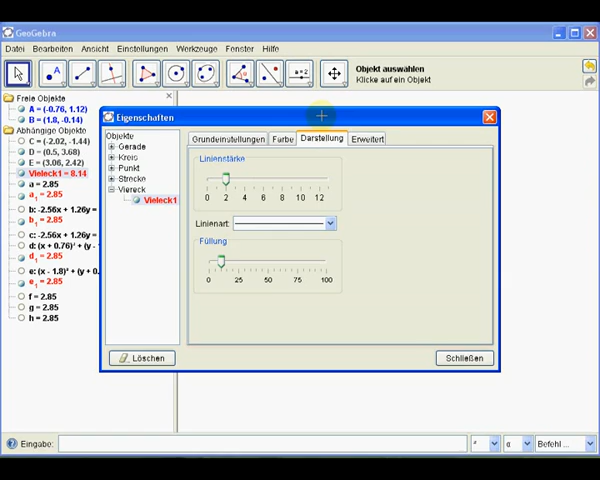 GeoGebra
Datei Bearbeiten Ansicht Einstellungen Werkzeuge Fenster Hilfe
A a=2
Objekt auswählen
Klicke auf ein Objekt
Freie Objekte
A = (-0.76, 1.12)
B = (1.8, -0.14)
Abhängige Objekte
C = (-2.02, -1.44)
D = (0.5, 3.68)
E = (3.06, 2.42)
Vieleck1 = 8.14
a = 2.85
a1 = 2.85
b: -2.56x + 1.26y =
b1 = 2.85
c: -2.56x + 1.26y =
d: (x + 0.76)² + (y -
d1 = 2.85
e: (x - 1.8)² + (y + 0.
e1 = 2.85
f = 2.85
g = 2.85
h = 2.85
Eigenschaften
Objekte
Gerade
Kreis
Punkt
Strecke
Viereck
Vieleck1
Grundeinstellungen Farbe Darstellung Erweitert
Linienstärke
0 2 4 6 8 10 12
Linienart:
Füllung
0 25 50 75 100
Löschen
Schließen
Eingabe:
² α Befehl ...